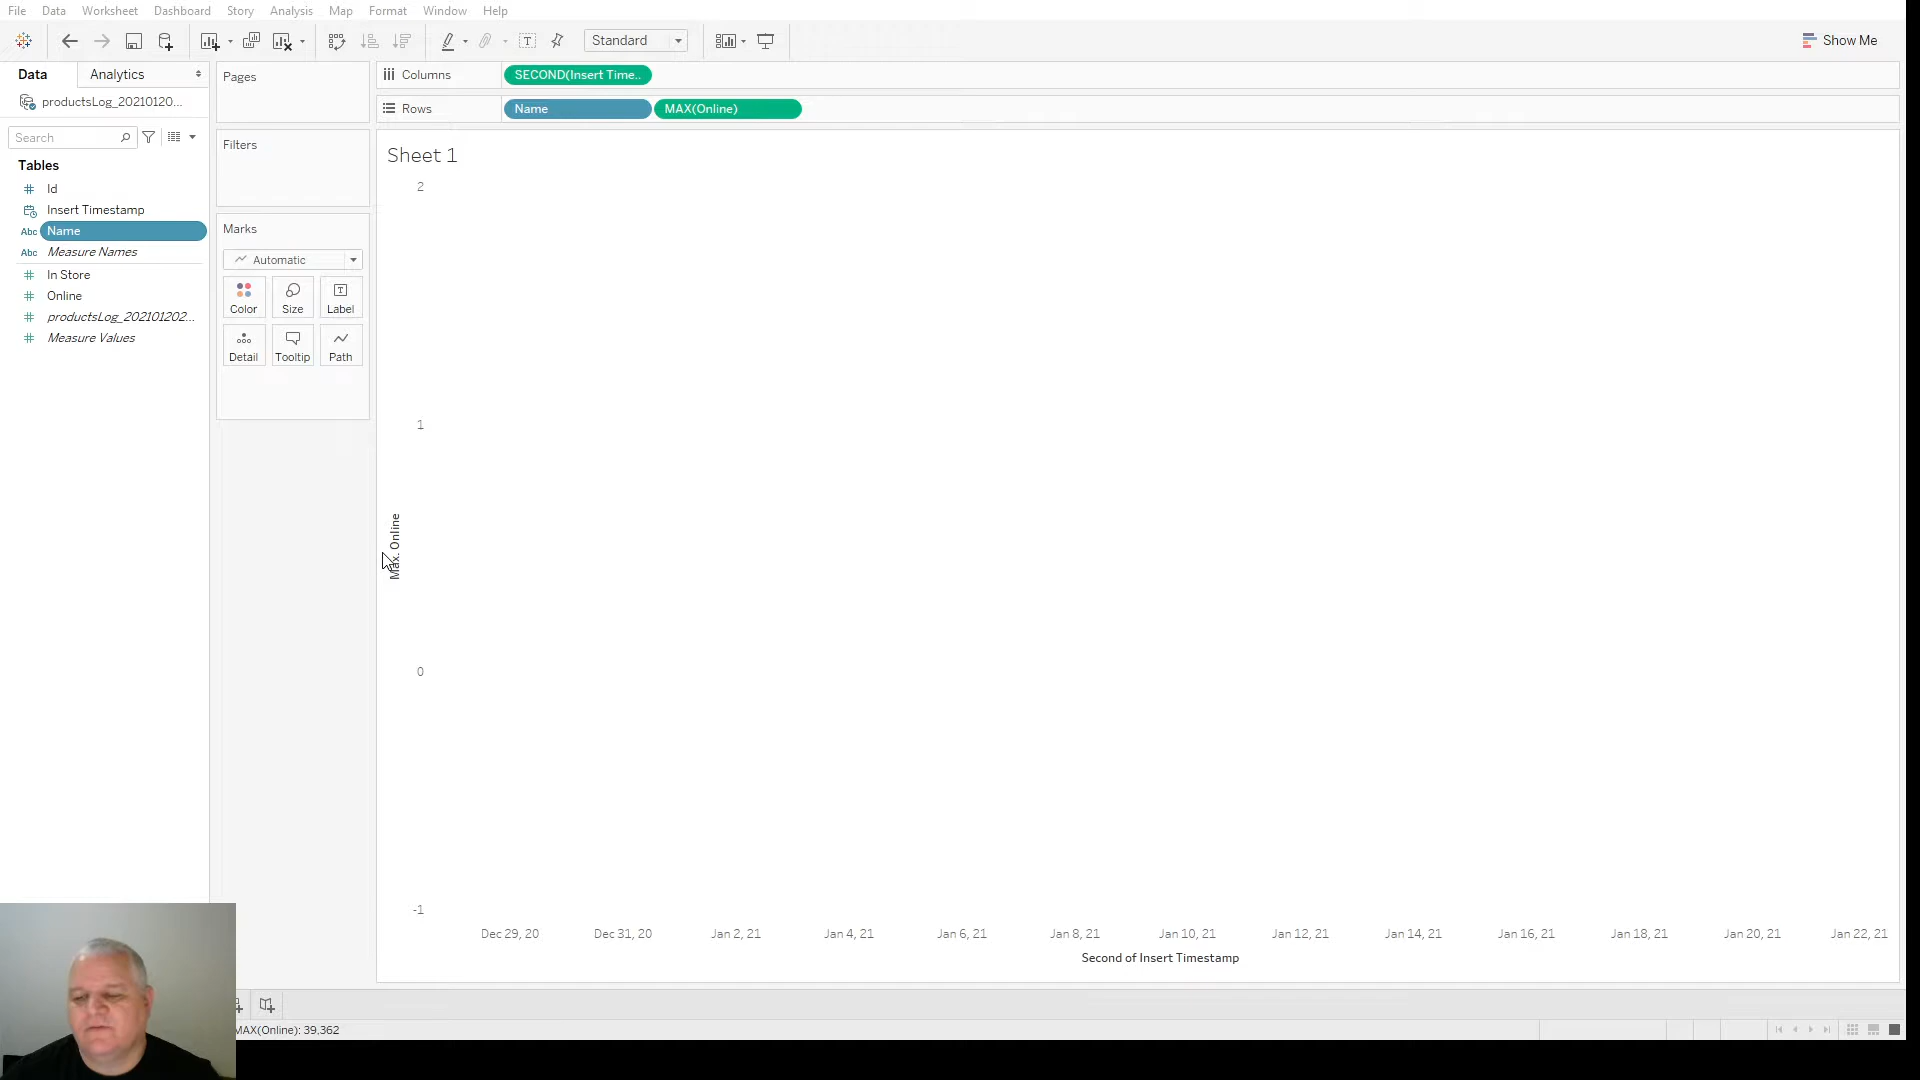 File Data Worksheet Dashboard Story Analysis Map Format Window Help
Standard
Show Me
Data Analytics
productsLog_20210120...
Search
Tables
# Id
Insert Timestamp
Abc Name
Abc Measure Names
# In Store
# Online
# productsLog_202101202...
# Measure Values
Pages
Filters
Marks
Automatic
Color Size Label
Detail Tooltip Path
Columns SECOND(Insert Time..
Rows Name MAX(Online)
Sheet 1
2
1
0
-1
Max. Online
Dec 29, 20 Dec 31, 20 Jan 2, 21 Jan 4, 21 Jan 6, 21 Jan 8, 21 Jan 10, 21 Jan 12, 21 Jan 14, 21 Jan 16, 21 Jan 18, 21 Jan 20, 21 Jan 22, 21
Second of Insert Timestamp
MAX(Online): 39,362